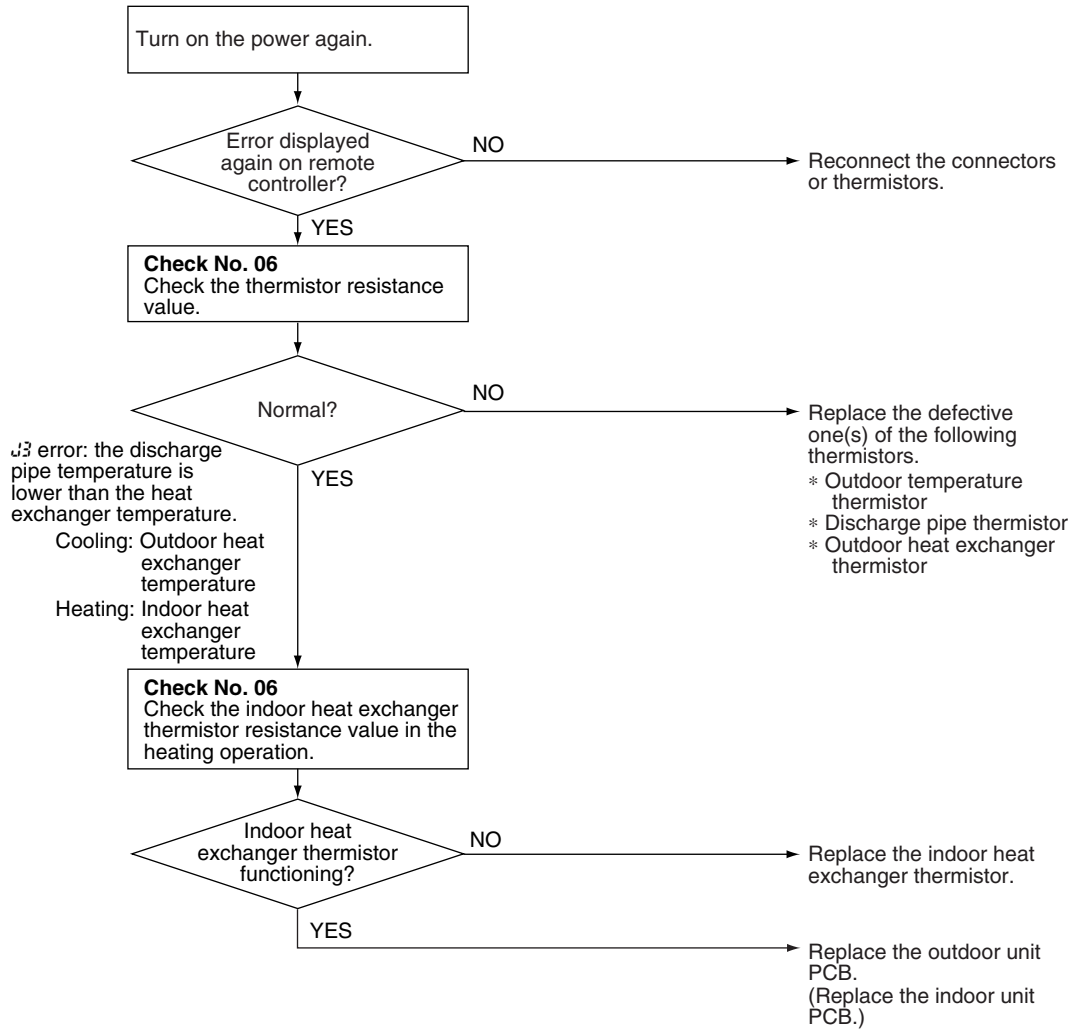 Turn on the power again.
Error displayed
again on remote
controller?
NO
Reconnect the connectors
or thermistors.
YES
Check No. 06
Check the thermistor resistance
value.
Normal?
NO
Replace the defective
one(s) of the following
thermistors.
* Outdoor temperature
thermistor
* Discharge pipe thermistor
* Outdoor heat exchanger
thermistor
YES
J3 error: the discharge
pipe temperature is
lower than the heat
exchanger temperature.
Cooling: Outdoor heat
exchanger
temperature
Heating: Indoor heat
exchanger
temperature
Check No. 06
Check the indoor heat exchanger
thermistor resistance value in the
heating operation.
Indoor heat
exchanger thermistor
functioning?
NO
Replace the indoor heat
exchanger thermistor.
YES
Replace the outdoor unit
PCB.
(Replace the indoor unit
PCB.)